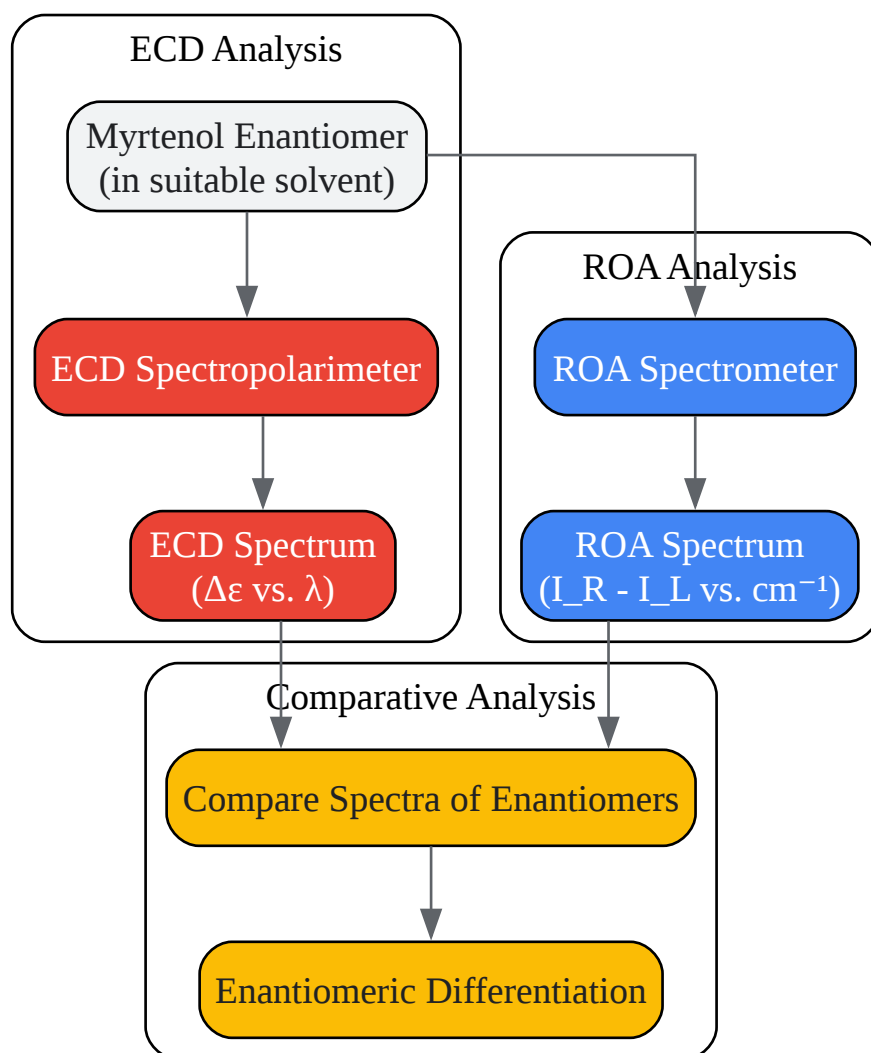 ECD Analysis
Myrtenol Enantiomer
(in suitable solvent)
ROA Analysis
ECD Spectropolarimeter
ROA Spectrometer
ECD Spectrum
(Δε vs. λ)
ROA Spectrum
(I_R - I_L vs. cm⁻¹)
Comparative Analysis
Compare Spectra of Enantiomers
Enantiomeric Differentiation